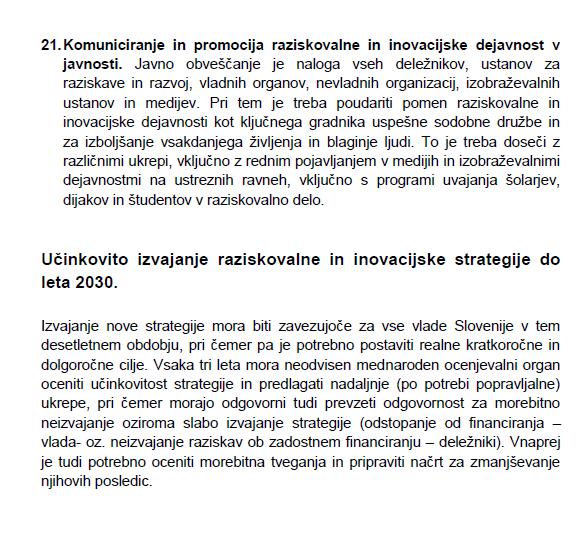 21. Komuniciranje in promocija raziskovalne in inovacijske dejavnost v
javnosti. Javno obveščanje je naloga vseh deležnikov, ustanov za
raziskave in razvoj, vladnih organov, nevladnih organizacij, izobraževalnih
ustanov in medijev. Pri tem je treba poudariti pomen raziskovalne in
inovacijske dejavnosti kot ključnega gradnika uspešne sodobne družbe in
za izboljšanje vsakdanjega življenja in blaginje ljudi. To je treba doseči z
različnimi ukrepi, vključno z rednim pojavljanjem v medijih in izobraževalnimi
dejavnostmi na ustreznih ravneh, vključno s programi uvajanja šolarjev,
dijakov in študentov v raziskovalno delo.
Učinkovito izvajanje raziskovalne in inovacijske strategije do
leta 2030.
Izvajanje nove strategije mora biti zavezujoče za vse vlade Slovenije v tem
desetletnem obdobju, pri čemer pa je potrebno postaviti realne kratkoročne in
dolgoročne cilje. Vsaka tri leta mora neodvisen mednaroden ocenjevalni organ
oceniti učinkovitost strategije in predlagati nadaljnje (po potrebi popravljalne)
ukrepe, pri čemer morajo odgovorni tudi prevzeti odgovornost za morebitno
neizvajanje oziroma slabo izvajanje strategije (odstopanje od financiranja –
vlada- oz. neizvajanje raziskav ob zadostnem financiranju – deležniki). Vnaprej
je tudi potrebno oceniti morebitna tveganja in pripraviti načrt za zmanjševanje
njihovih posledic.